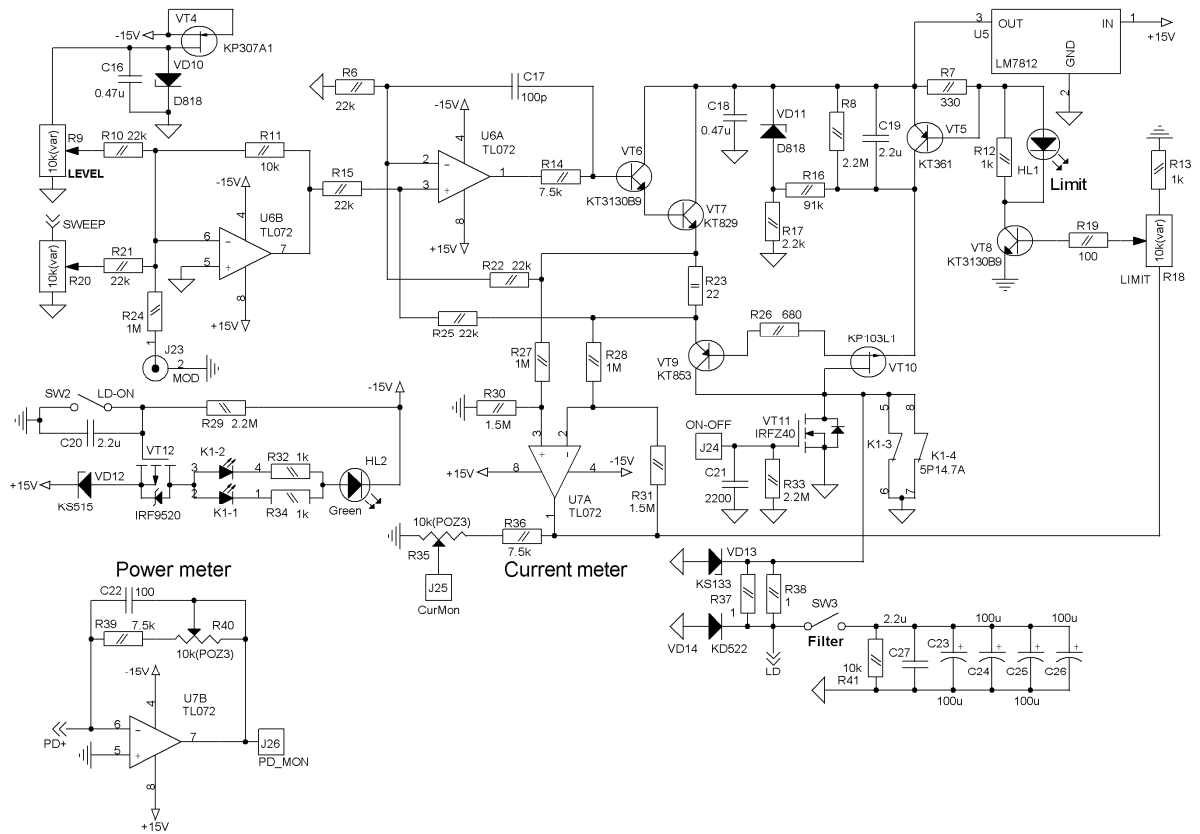 VT4
-15V
KP307A1
C16
0.47u
VD10
D818
R9
10k(var)
LEVEL
R10 22k
R11
10k
SWEEP
10k(var)
R20
R21
22k
R24
1M
-15V
4
U6B
TL072
6
5
7
8
+15V
1
J23
2
MOD
R15
22k
R6
22k
C17
100p
-15V
4
U6A
TL072
2
3
1
8
+15V
R14
7.5k
VT6
KT3130B9
VT7
KT829
C18
0.47u
VD11
D818
R8
2.2M
C19
2.2u
R16
91k
R17
2.2k
3
OUT
IN
1
U5
LM7812
GND
2
+15V
R7
330
VT5
KT361
R12
1k
HL1
Limit
VT8
KT3130B9
R19
100
R13
1k
10k(var)
LIMIT
R18
R22 22k
R23
22
R25 22k
R26 680
KP103L1
VT10
VT9
KT853
R27
1M
R28
1M
R30
1.5M
3
2
8
4
+15V
-15V
U7A
TL072
1
R31
1.5M
R36
7.5k
10k(POZ3)
R35
J25
CurMon
Current meter
SW2
LD-ON
C20
2.2u
R29 2.2M
-15V
VT12
IRF9520
+15V
VD12
KS515
K1-2
3
4
2
1
K1-1
R32 1k
R34
1k
HL2
Green
ON-OFF
J24
C21
2200
R33
2.2M
VT11
IRFZ40
5
8
K1-3
K1-4
5P14.7A
6
7
VD13
KS133
R37
1
R38
1
VD14
KD522
LD
SW3
Filter
2.2u
10k
R41
C27
C23
100u
100u
C24
C25
100u
100u
C26
Power meter
C22
100
R39
7.5k
R40
10k(POZ3)
-15V
4
U7B
TL072
PD+
6
5
7
8
+15V
J26
PD_MON